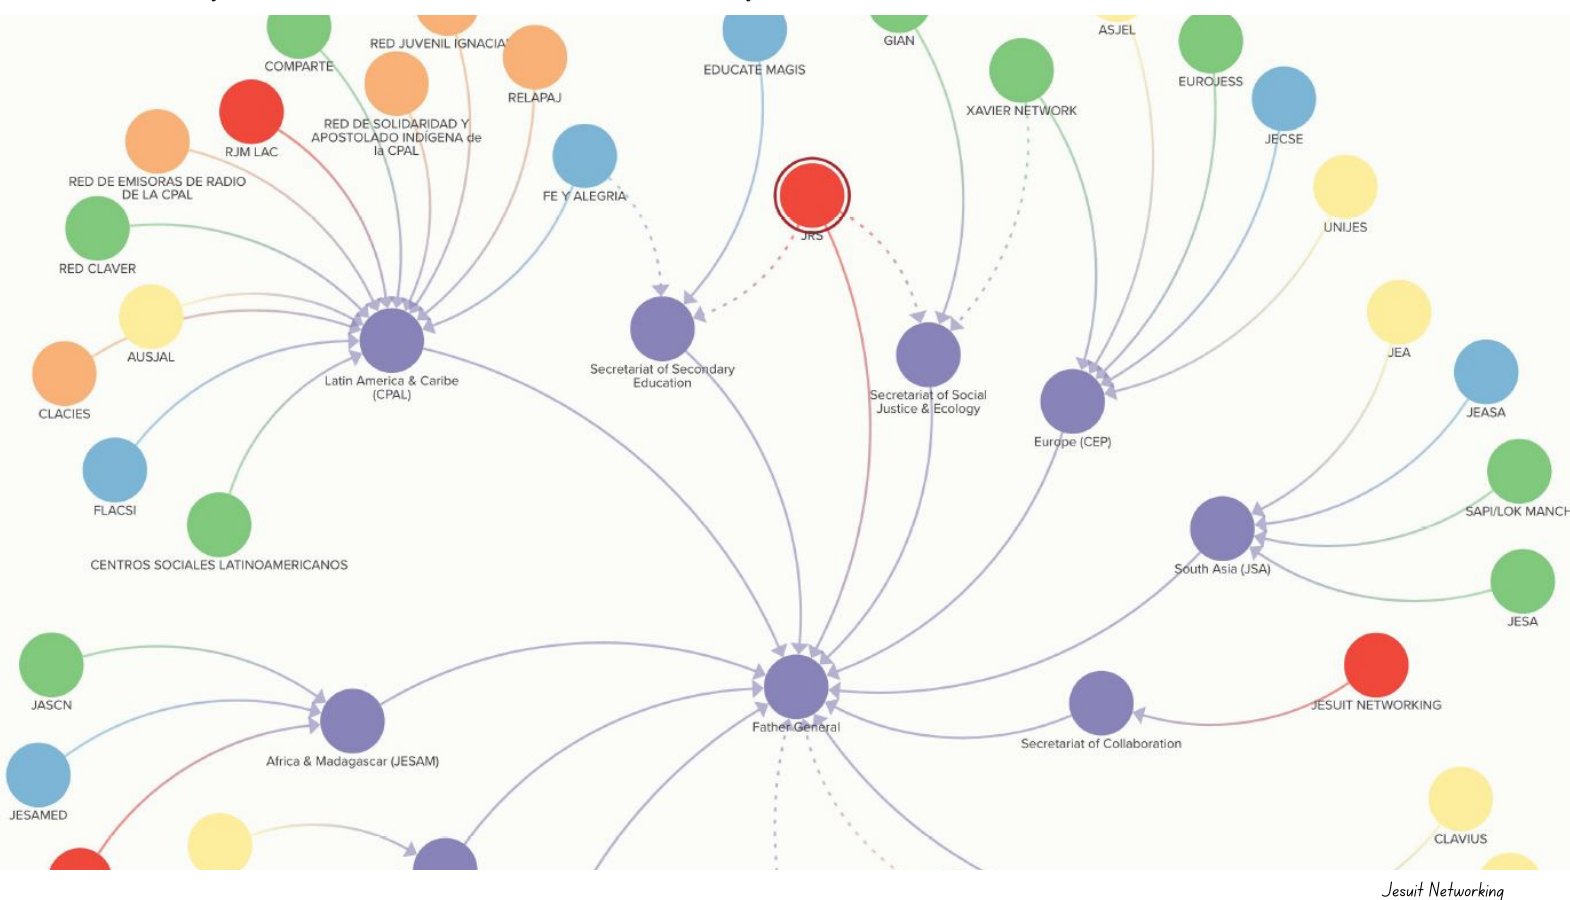 GIAN
ASJEL
RED JUVENIL IGNACIA
COMPARTE
EDUCATE MAGIS
EUROJESS
RELAPAJ
XAVIER NETWORK
RED DE SOLIDARIDAD Y
APOSTOLADO INDÍGENA de
la CPAL
JECSE
RJM LAC
RED DE EMISORAS DE RADIO
DE LA CPAL
FE Y ALEGRIA
UNIJES
JRS
RED CLAVER
AUSJAL
JEA
Secretariat of Secondary
Education
Latin America & Caribe
(CPAL)
Secretariat of Social
Justice & Ecology
CLACIES
JEASA
Europe (CEP)
FLACSI
SAPI/LOK MANCH
CENTROS SOCIALES LATINOAMERICANOS
South Asia (JSA)
JESA
JASCN
JESUIT NETWORKING
Father General
Secretariat of Collaboration
Africa & Madagascar (JESAM)
JESAMED
CLAVIUS
Jesuit Networking